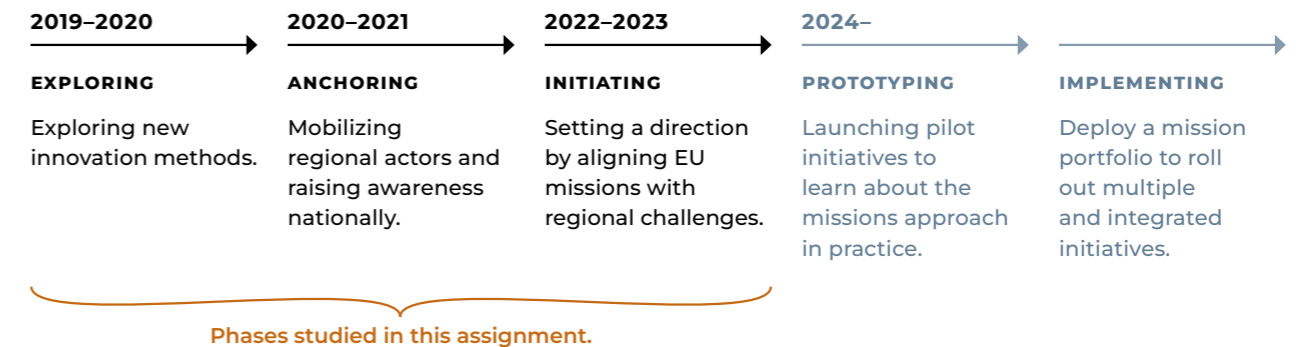 2019–2020
EXPLORING
Exploring new
innovation methods.
2020–2021
ANCHORING
Mobilizing
regional actors and
raising awareness
nationally.
2022–2023
INITIATING
Setting a direction
by aligning EU
missions with
regional challenges.
2024–
PROTOTYPING
Launching pilot
initiatives to
learn about the
missions approach
in practice.
IMPLEMENTING
Deploy a mission
portfolio to roll
out multiple
and integrated
initiatives.
Phases studied in this assignment.